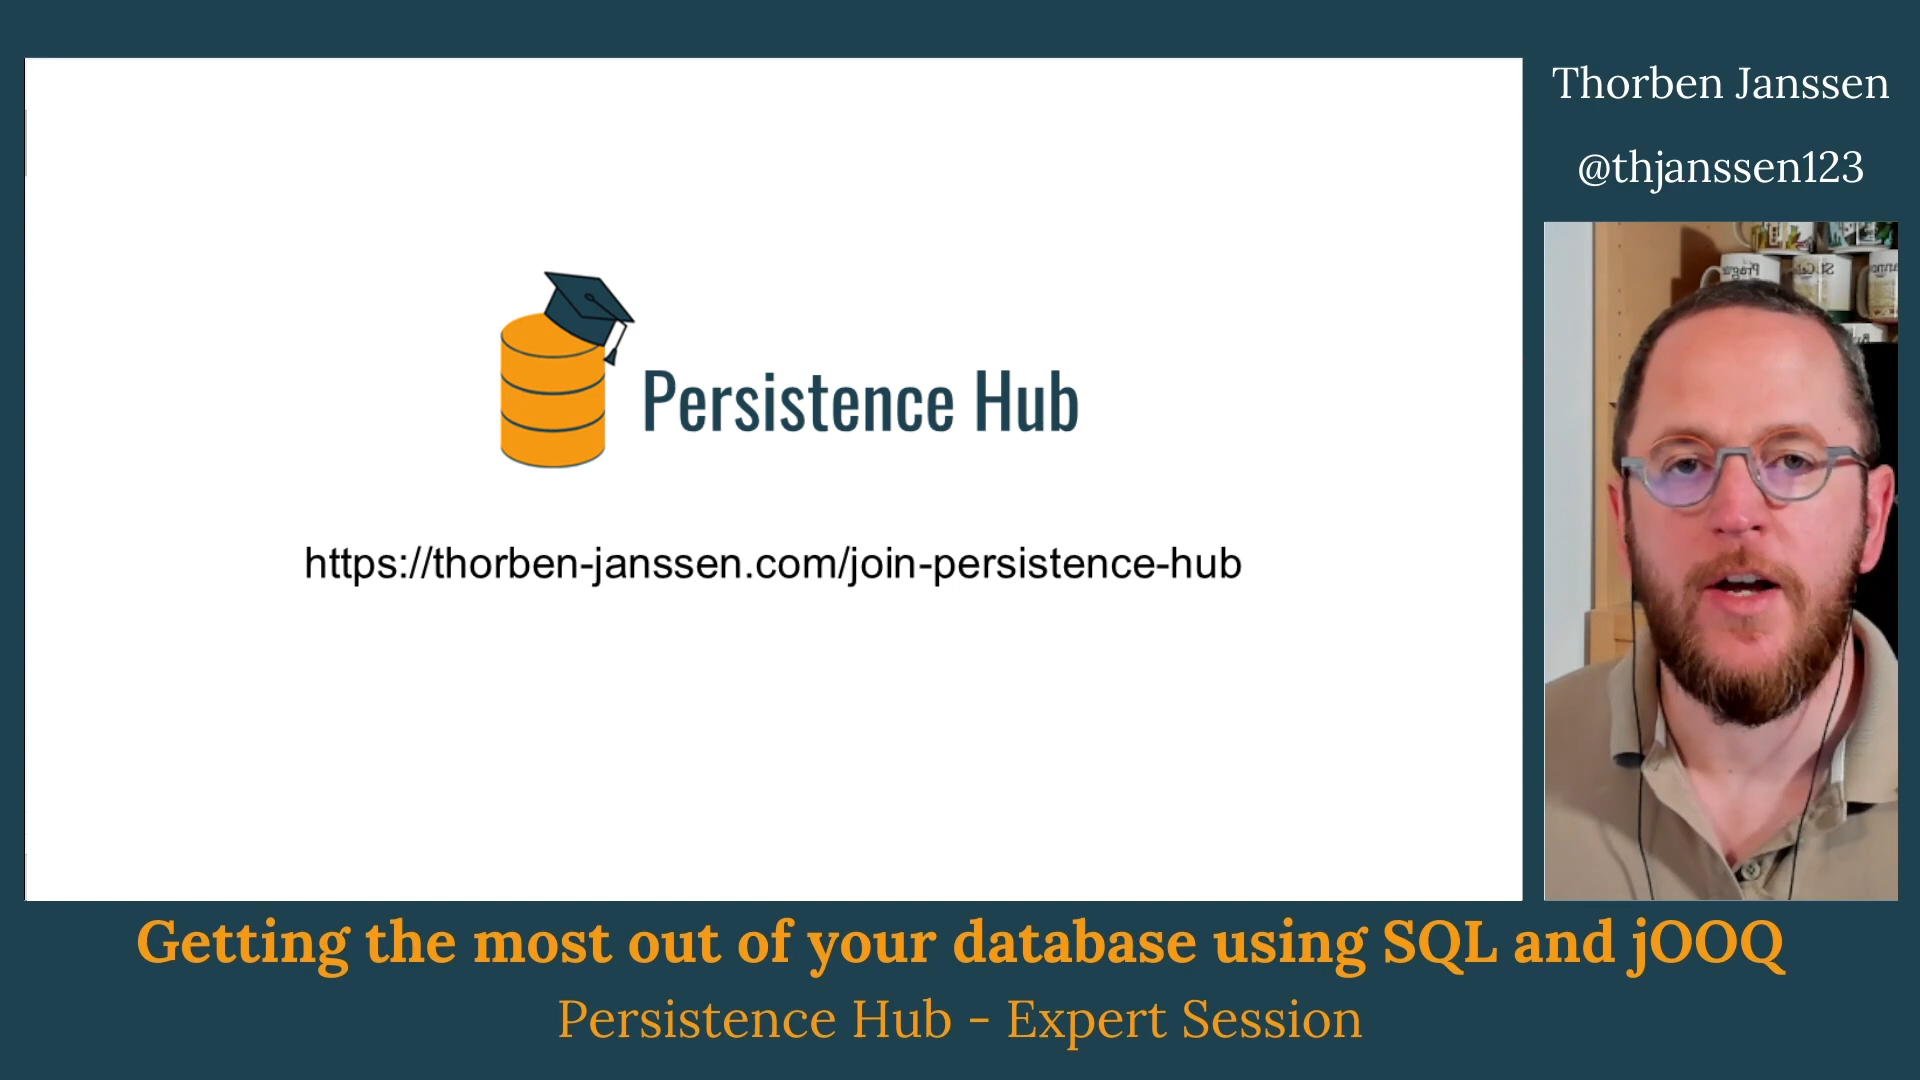 Thorben Janssen
@thjanssen123
Persistence Hub
https://thorben-janssen.com/join-persistence-hub
Getting the most out of your database using SQL and jOOQ
Persistence Hub - Expert Session